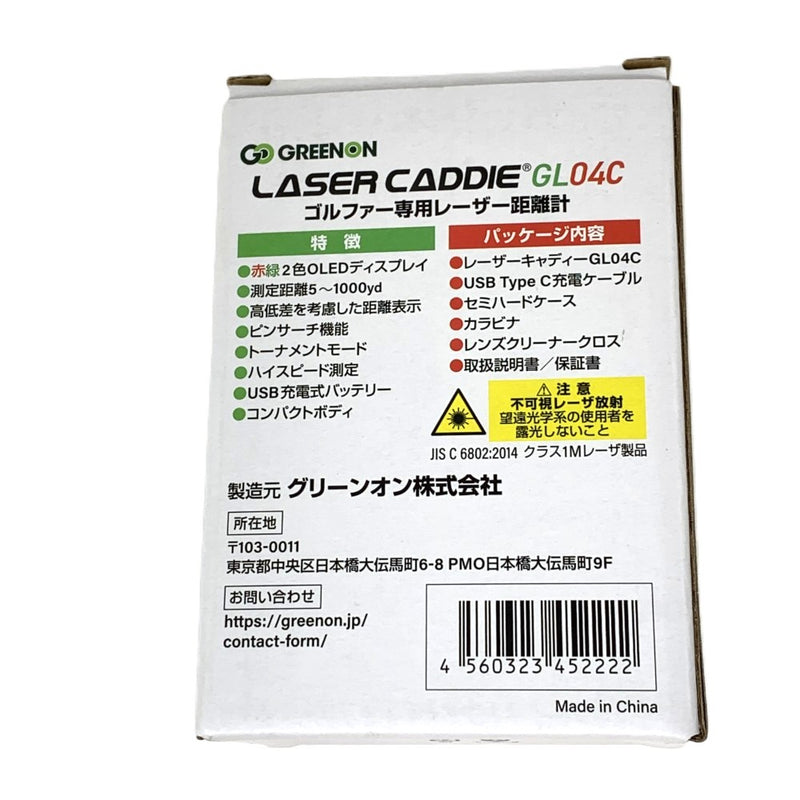 GREENON
LASER CADDIE® GL04C
ゴルファー専用レーザー距離計
特徴
●赤緑2色OLEDディスプレイ
●測定距離5～1000yd
●高低差を考慮した距離表示
●ピンサーチ機能
●トーナメントモード
●ハイスピード測定
●USB充電式バッテリー
●コンパクトボディ
パッケージ内容
●レーザーキャディーGL04C
●USB Type C充電ケーブル
●セミハードケース
●カラビナ
●レンズクリーナークロス
●取扱説明書／保証書
⚠注意
不可視レーザ放射
望遠光学系の使用者を
露光しないこと
JIS C 6802:2014 クラス1Mレーザ製品
製造元 グリーンオン株式会社
所在地
〒103-0011
東京都中央区日本橋大伝馬町6-8 PMO日本橋大伝馬町9F
お問い合わせ
https://greenon.jp/
contact-form/
4 560323 452222
Made in China